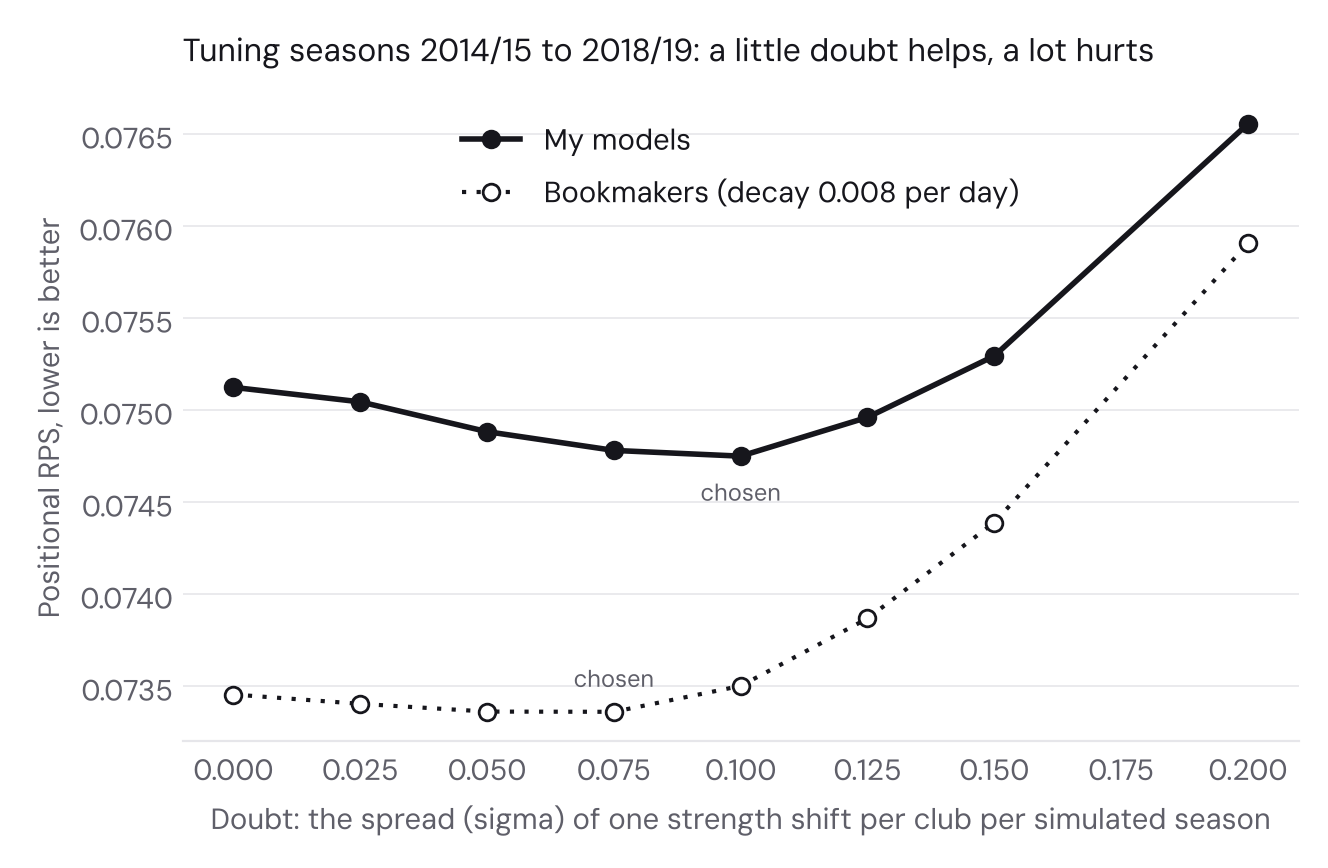 Tuning seasons 2014/15 to 2018/19: a little doubt helps, a lot hurts
My models
Bookmakers (decay 0.008 per day)
Positional RPS, lower is better
0.0765
0.0760
0.0755
0.0750
0.0745
0.0740
0.0735
chosen
chosen
0.000 0.025 0.050 0.075 0.100 0.125 0.150 0.175 0.200
Doubt: the spread (sigma) of one strength shift per club per simulated season